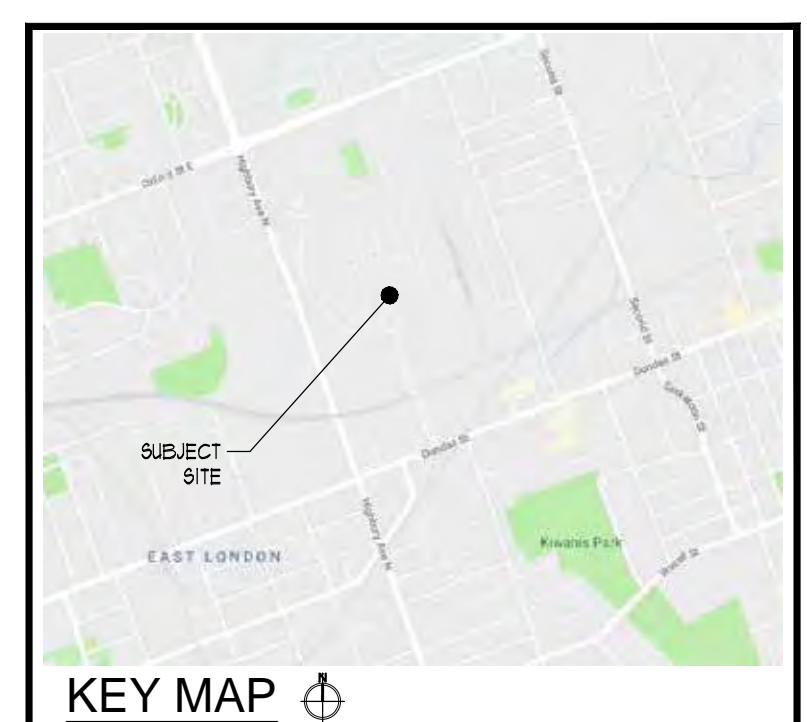 Second St
Oxford St E
Highbury Ave N
Second St
Dundas St
SUBJECT
SITE
Dundas St
Highbury Ave N
Kiwanis Park
EAST LONDON
KEY MAP
N